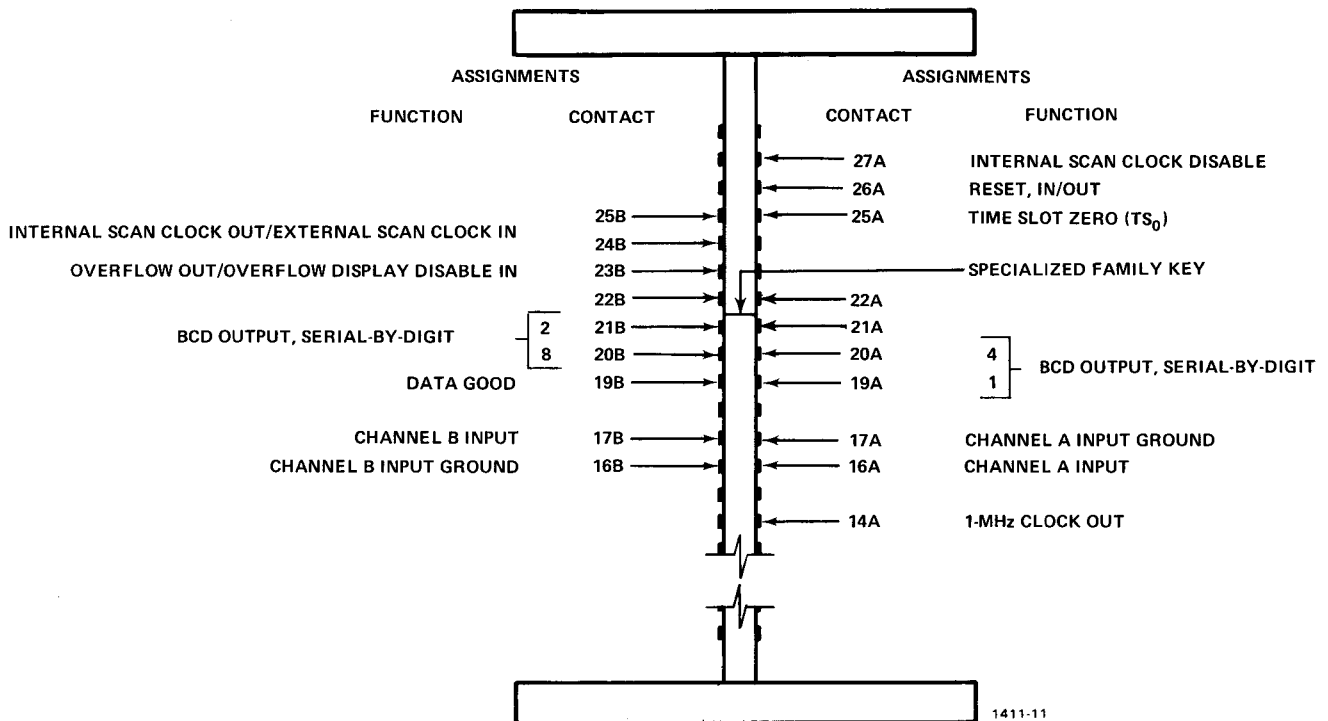 ASSIGNMENTS ASSIGNMENTS
FUNCTION CONTACT CONTACT FUNCTION
27A INTERNAL SCAN CLOCK DISABLE
26A RESET, IN/OUT
25B 25A TIME SLOT ZERO (TS0)
INTERNAL SCAN CLOCK OUT/EXTERNAL SCAN CLOCK IN
24B
OVERFLOW OUT/OVERFLOW DISPLAY DISABLE IN 23B SPECIALIZED FAMILY KEY
22B 22A
BCD OUTPUT, SERIAL-BY-DIGIT 2 21B 21A
8 20B 20A 4 BCD OUTPUT, SERIAL-BY-DIGIT
DATA GOOD 19B 19A 1
CHANNEL B INPUT 17B 17A CHANNEL A INPUT GROUND
CHANNEL B INPUT GROUND 16B 16A CHANNEL A INPUT
14A 1-MHz CLOCK OUT
1411-11